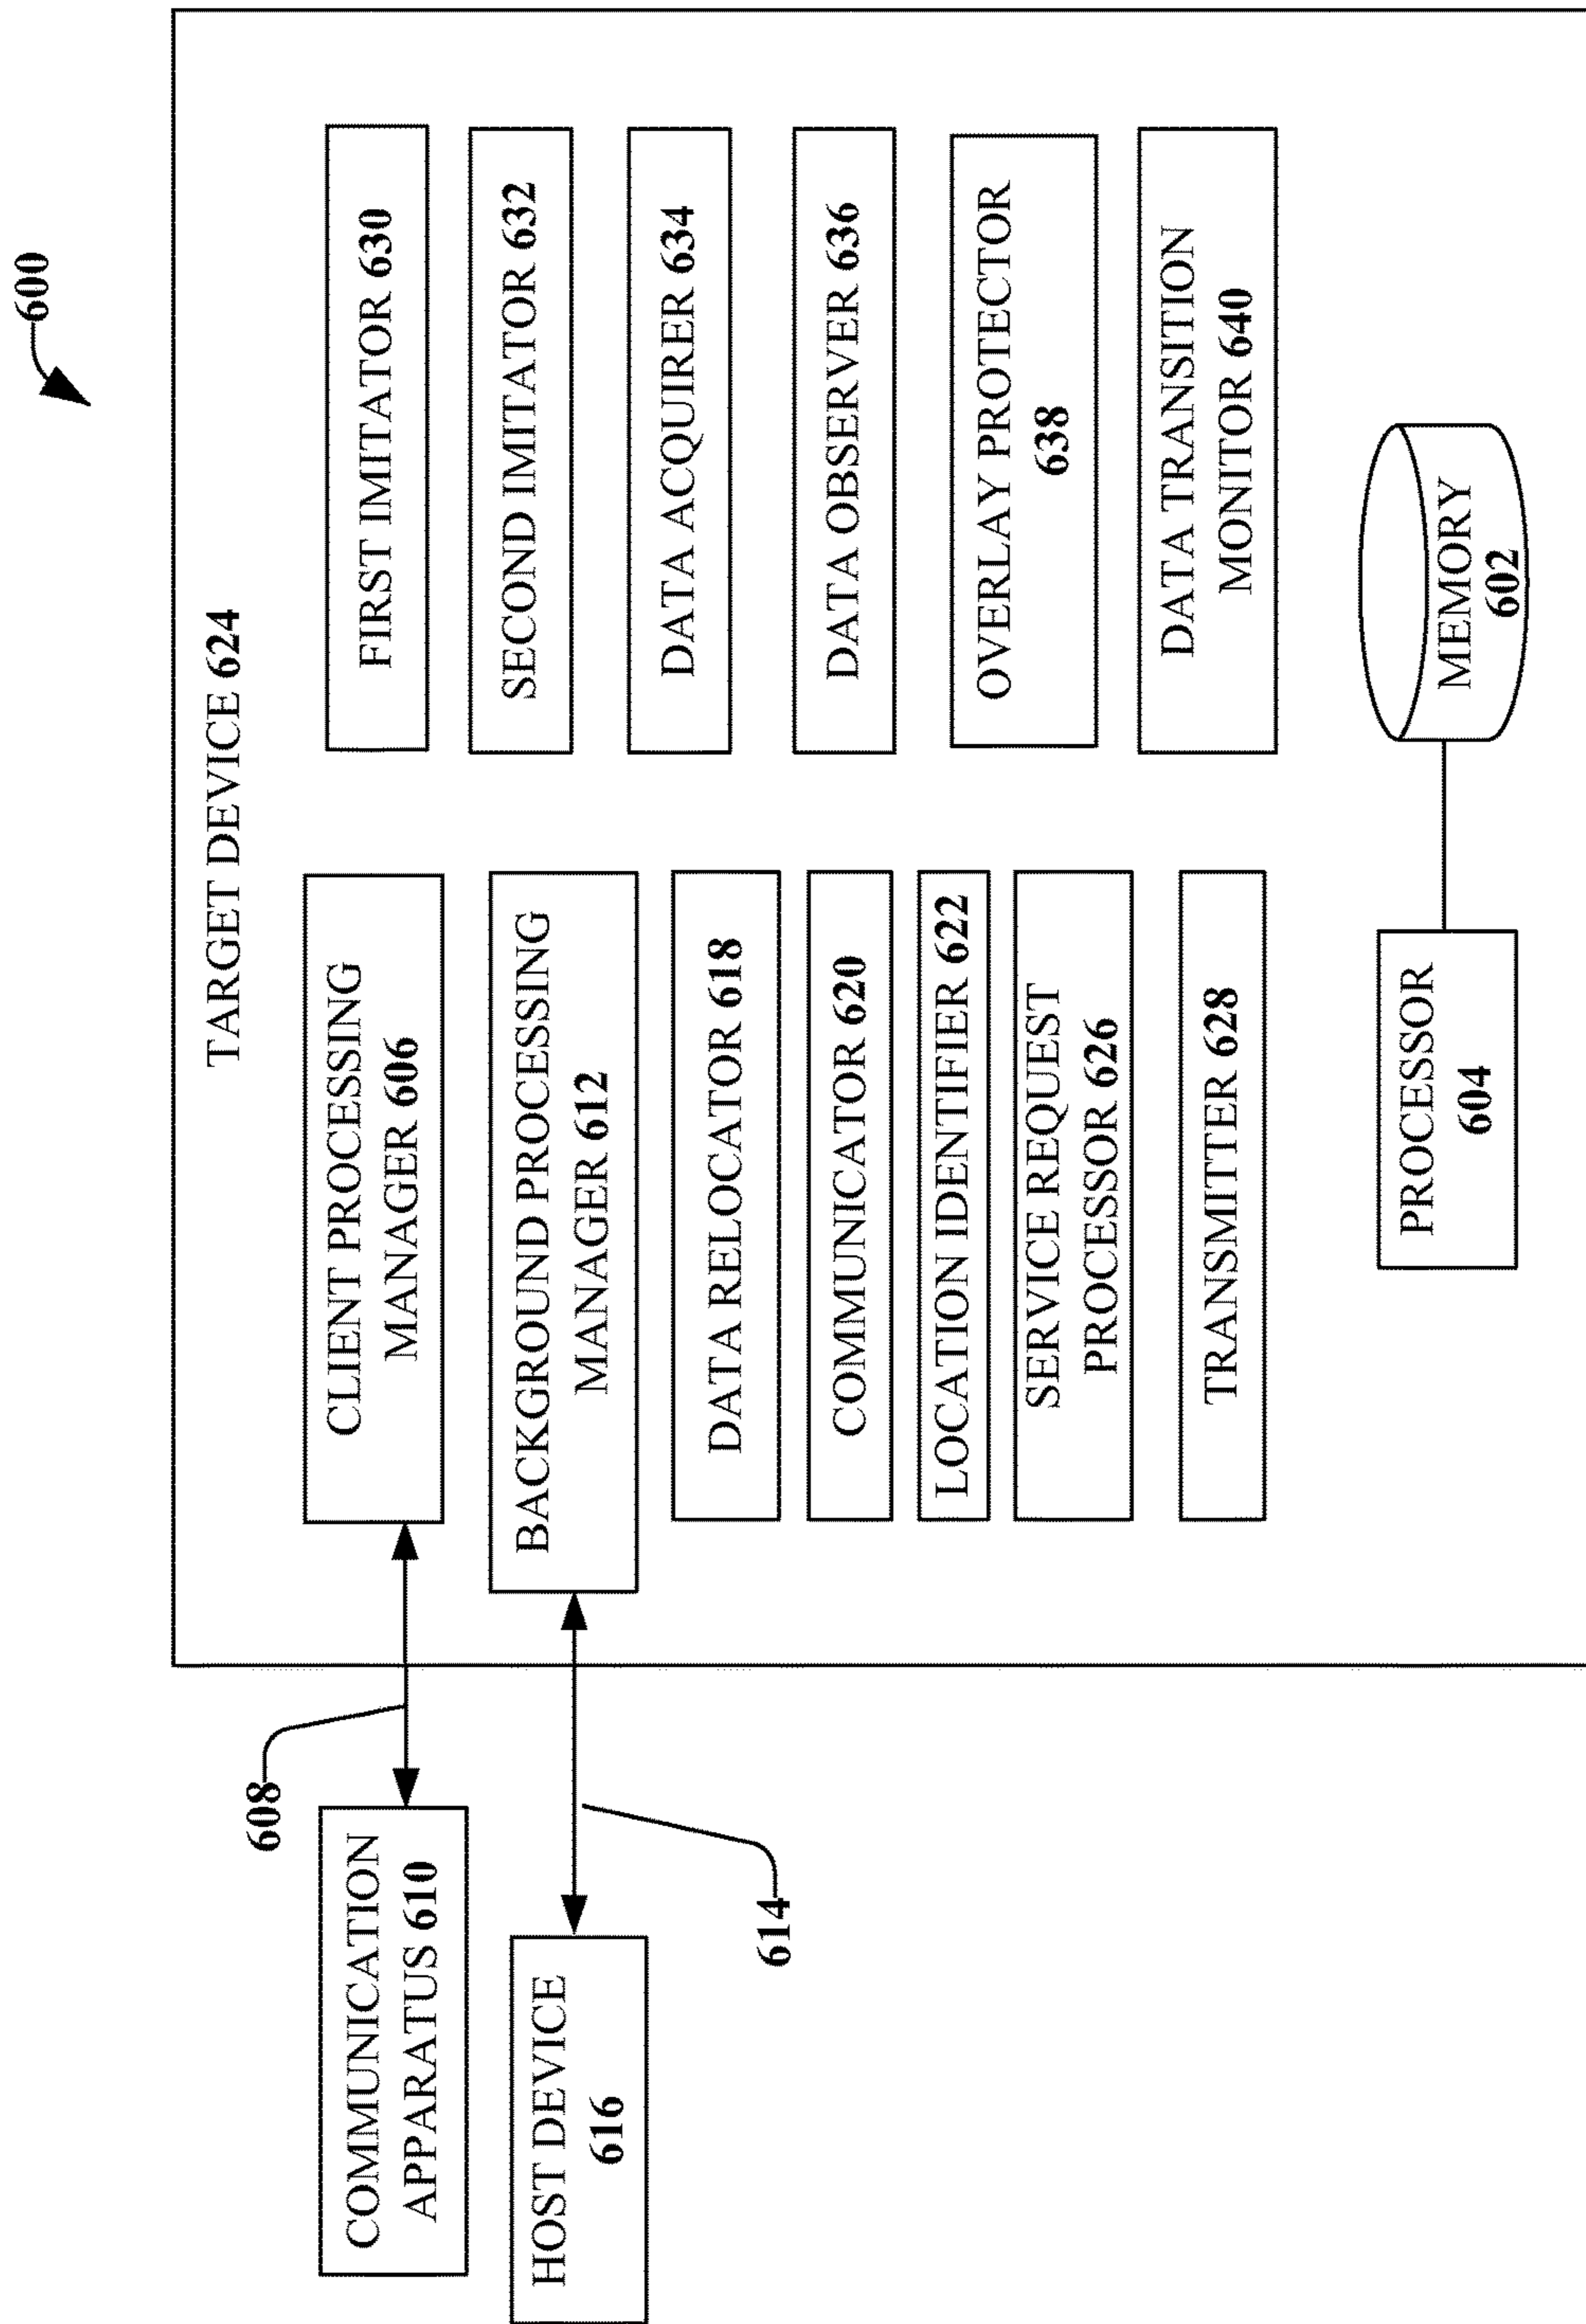 600
TARGET DEVICE 624
COMMUNICATION
APPARATUS 610
608
CLIENT PROCESSING
MANAGER 606
FIRST IMITATOR 630
HOST DEVICE
616
614
BACKGROUND PROCESSING
MANAGER 612
SECOND IMITATOR 632
DATA RELOCATOR 618
DATA ACQUIRER 634
COMMUNICATOR 620
DATA OBSERVER 636
LOCATION IDENTIFIER 622
SERVICE REQUEST
PROCESSOR 626
OVERLAY PROTECTOR
638
TRANSMITTER 628
DATA TRANSITION
MONITOR 640
PROCESSOR
604
MEMORY
602